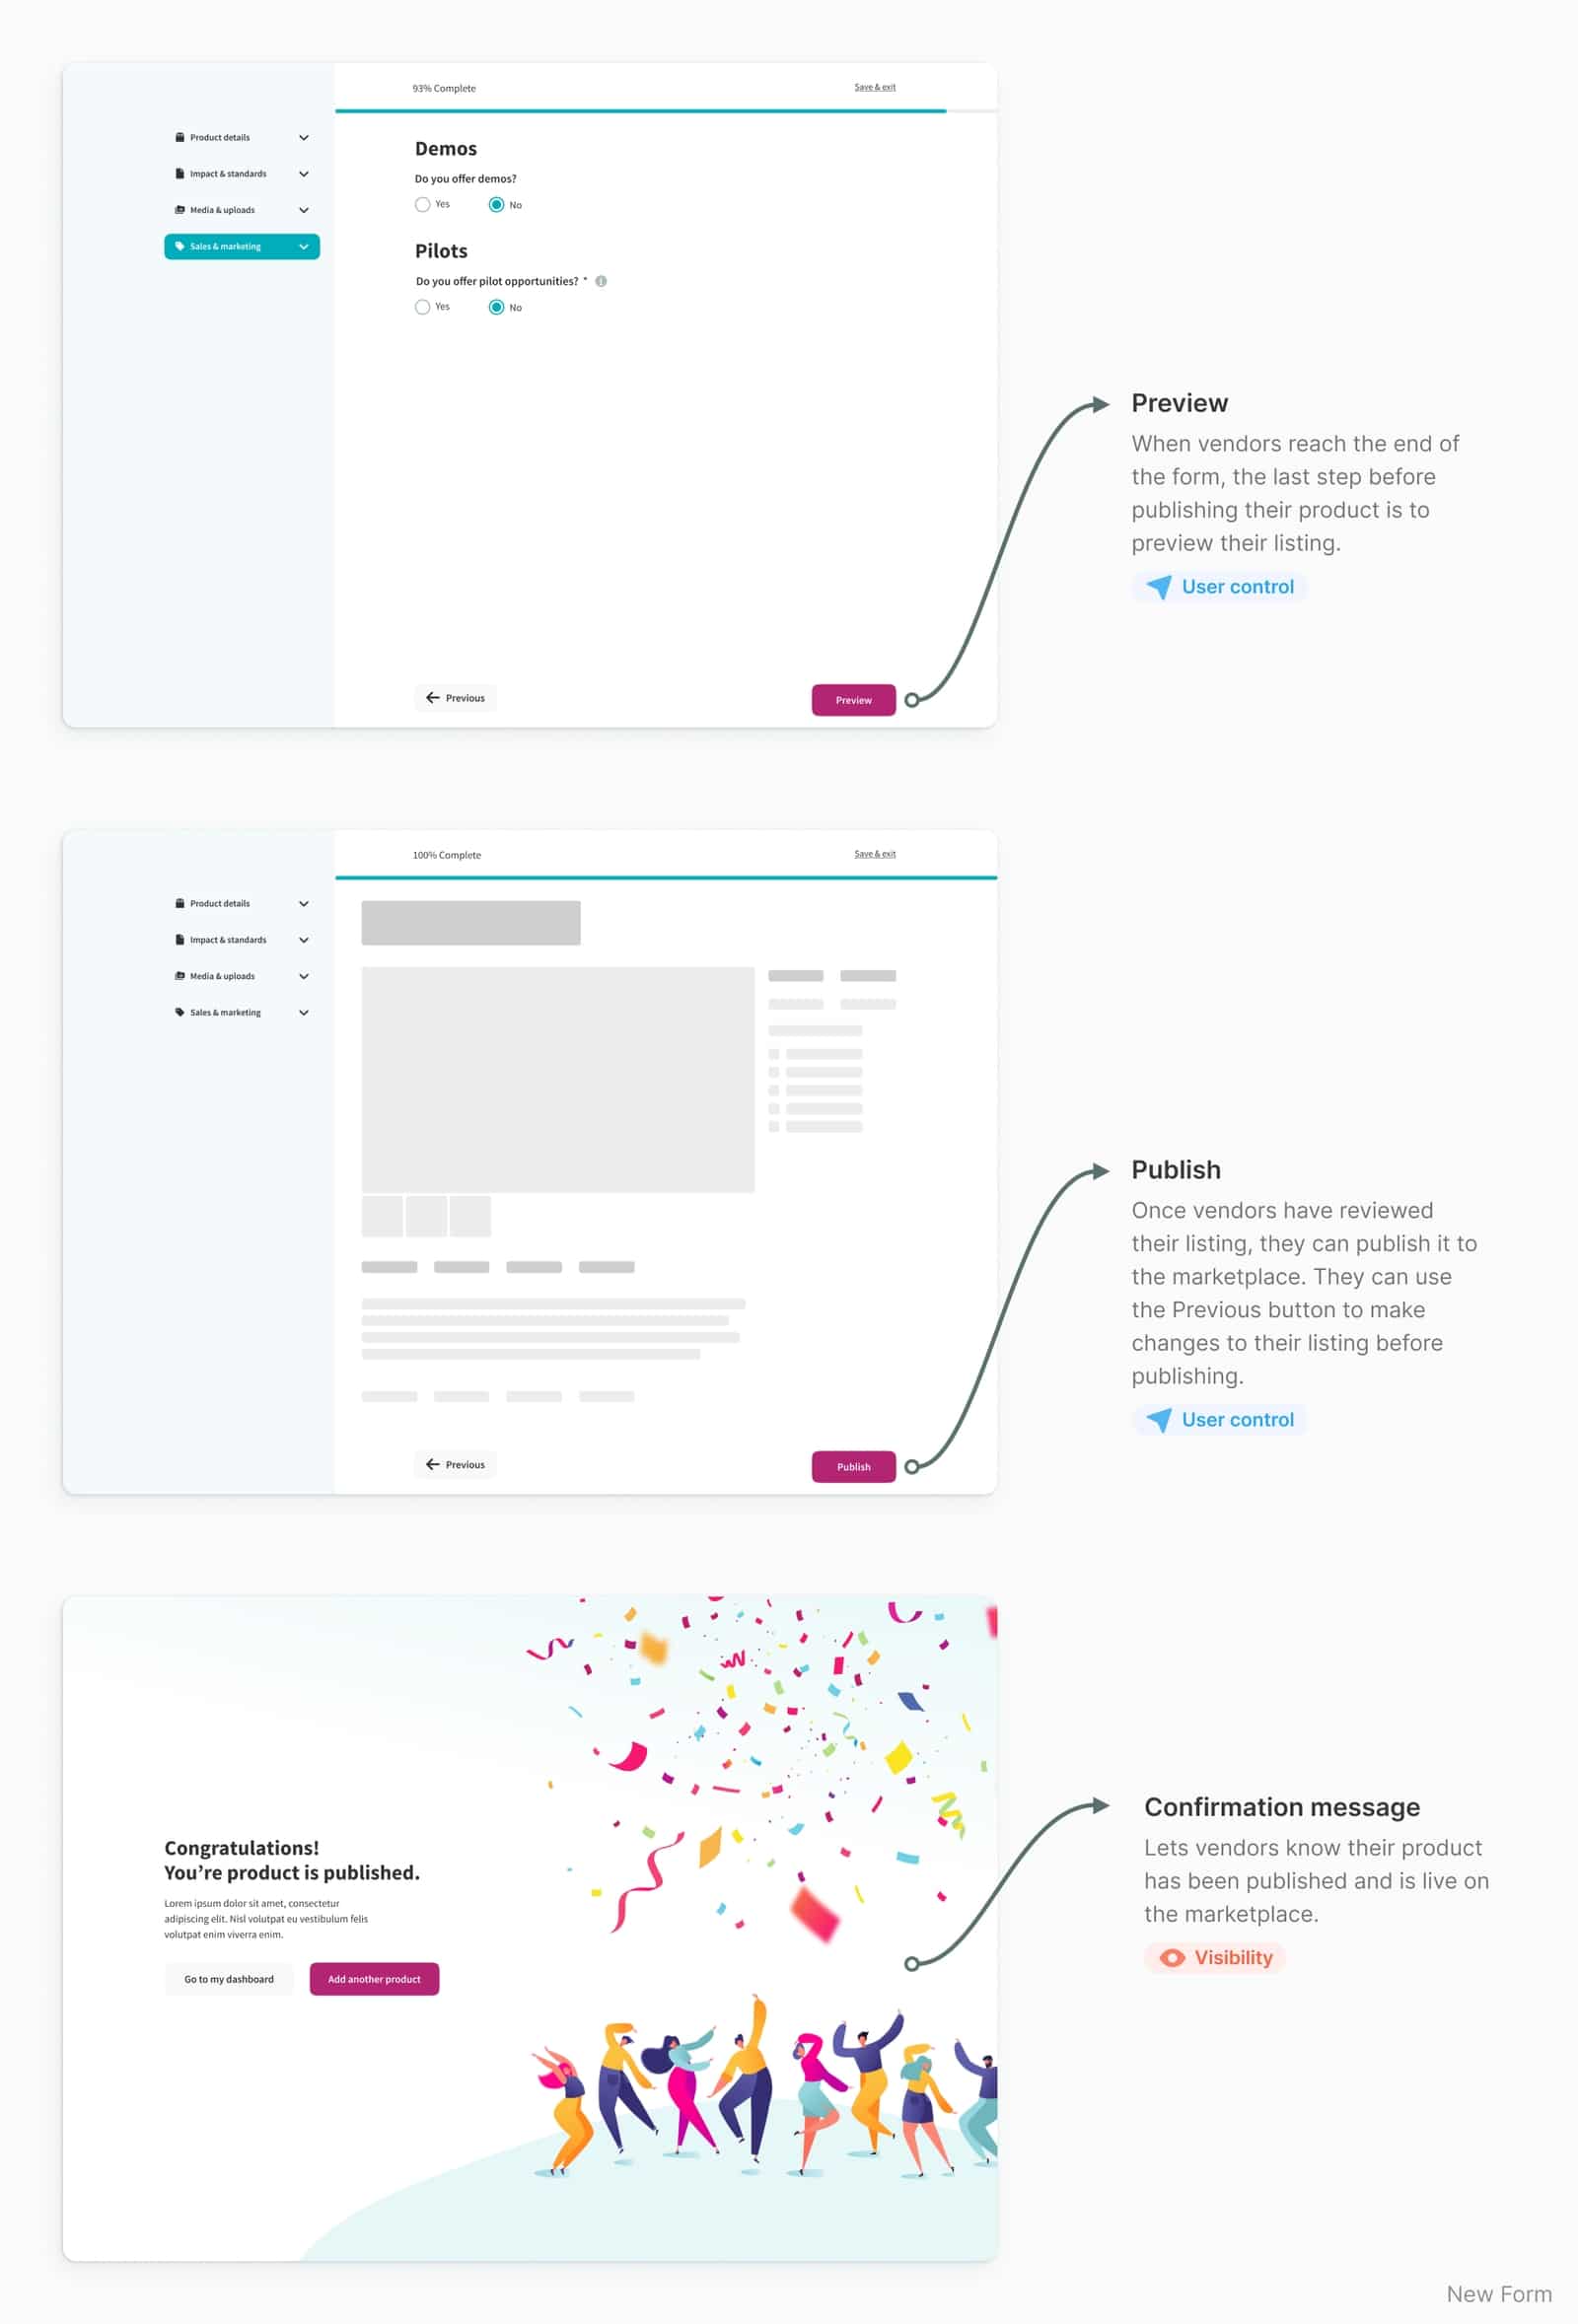 93% Complete
Save & exit
Product details
Impact & standards
Media & uploads
Sales & marketing
Demos
Do you offer demos?
Yes No
Pilots
Do you offer pilot opportunities? *
Yes No
Previous
Preview
Preview
When vendors reach the end of
the form, the last step before
publishing their product is to
preview their listing.
User control
100% Complete
Save & exit
Product details
Impact & standards
Media & uploads
Sales & marketing
Previous
Publish
Publish
Once vendors have reviewed
their listing, they can publish it to
the marketplace. They can use
the Previous button to make
changes to their listing before
publishing.
User control
Congratulations!
You’re product is published.
Lorem ipsum dolor sit amet, consectetur
adipiscing elit. Nisl volutpat eu vestibulum felis
volutpat enim viverra enim.
Go to my dashboard
Add another product
Confirmation message
Lets vendors know their product
has been published and is live on
the marketplace.
Visibility
New Form